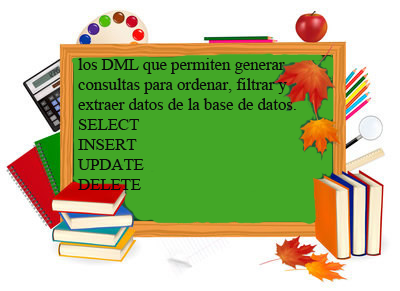 los DML que permiten generar
consultas para ordenar, filtrar y
extraer datos de la base de datos.
SELECT
INSERT
UPDATE
DELETE